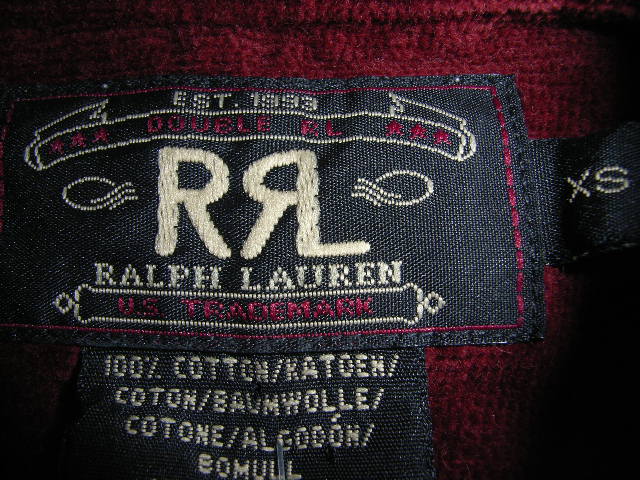 EST. 1993
DOUBLE RL
RRL
RALPH LAUREN
U.S. TRADEMARK
XS
100% COTTON/KATOEN/
COTON/BAUMWOLLE/
COTONE/ALGODÓN/
BOMULL